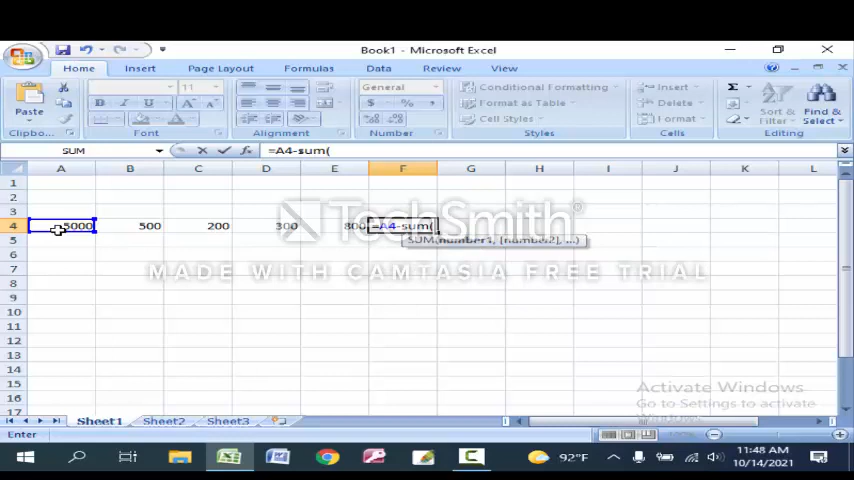 Book1 - Microsoft Excel
Home Insert Page Layout Formulas Data Review View
Paste
11
B I U A A
General
$ % ,
Conditional Formatting
Format as Table
Cell Styles
Insert
Delete
Format
Σ
Sort & Filter
Find & Select
Clipboa... Font Alignment Number Styles Cells Editing
SUM fx =A4-sum(
A B C D E F G H I J K L
1
2
3
4 5000 500 200 300 800 =A4-sum(
SUM(number1, [number2], ...)
5
6
7
8
9
10
11
12
13
14
15
16
17
TechSmith
MADE WITH CAMTASIA FREE TRIAL
Activate Windows
Go to Settings to activate
Sheet1 Sheet2 Sheet3
Enter
92°F
11:48 AM
10/14/2021